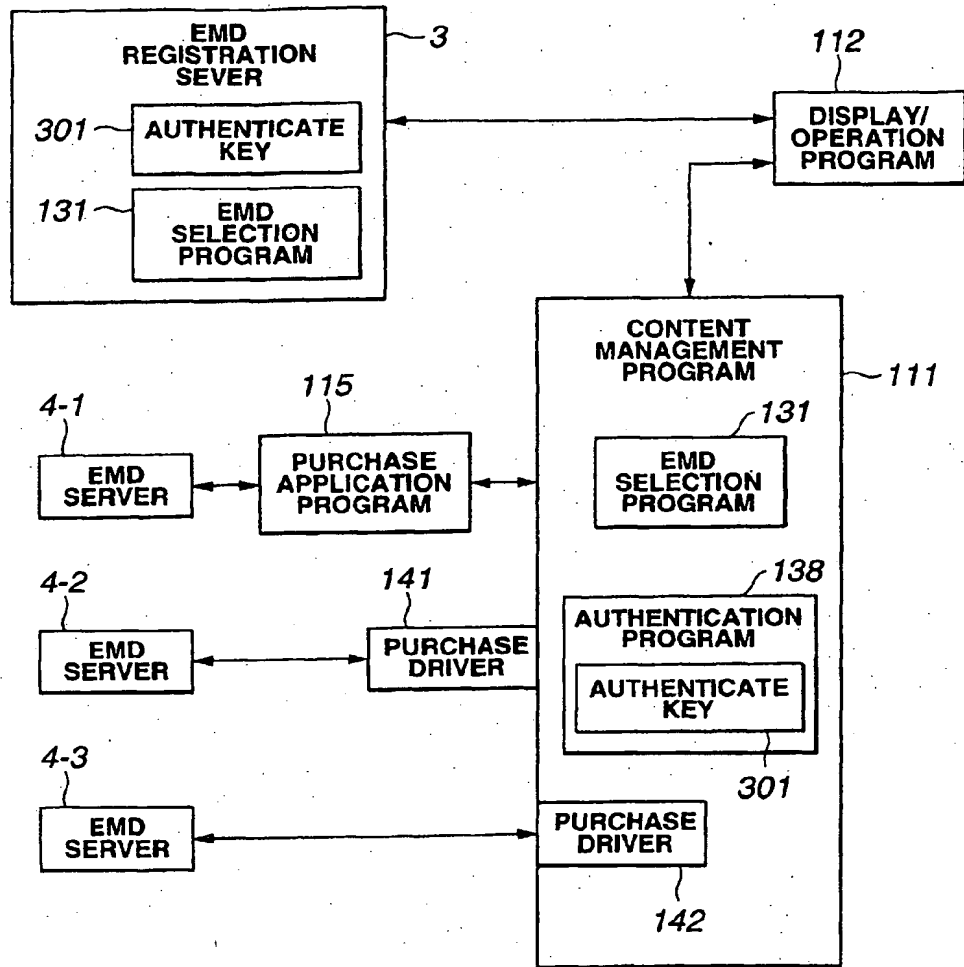 EMD
REGISTRATION
SEVER
3
301
AUTHENTICATE
KEY
131
EMD
SELECTION
PROGRAM
112
DISPLAY/
OPERATION
PROGRAM
CONTENT
MANAGEMENT
PROGRAM
111
131
EMD
SELECTION
PROGRAM
4-1
EMD
SERVER
115
PURCHASE
APPLICATION
PROGRAM
4-2
EMD
SERVER
141
PURCHASE
DRIVER
138
AUTHENTICATION
PROGRAM
AUTHENTICATE
KEY
301
4-3
EMD
SERVER
PURCHASE
DRIVER
142